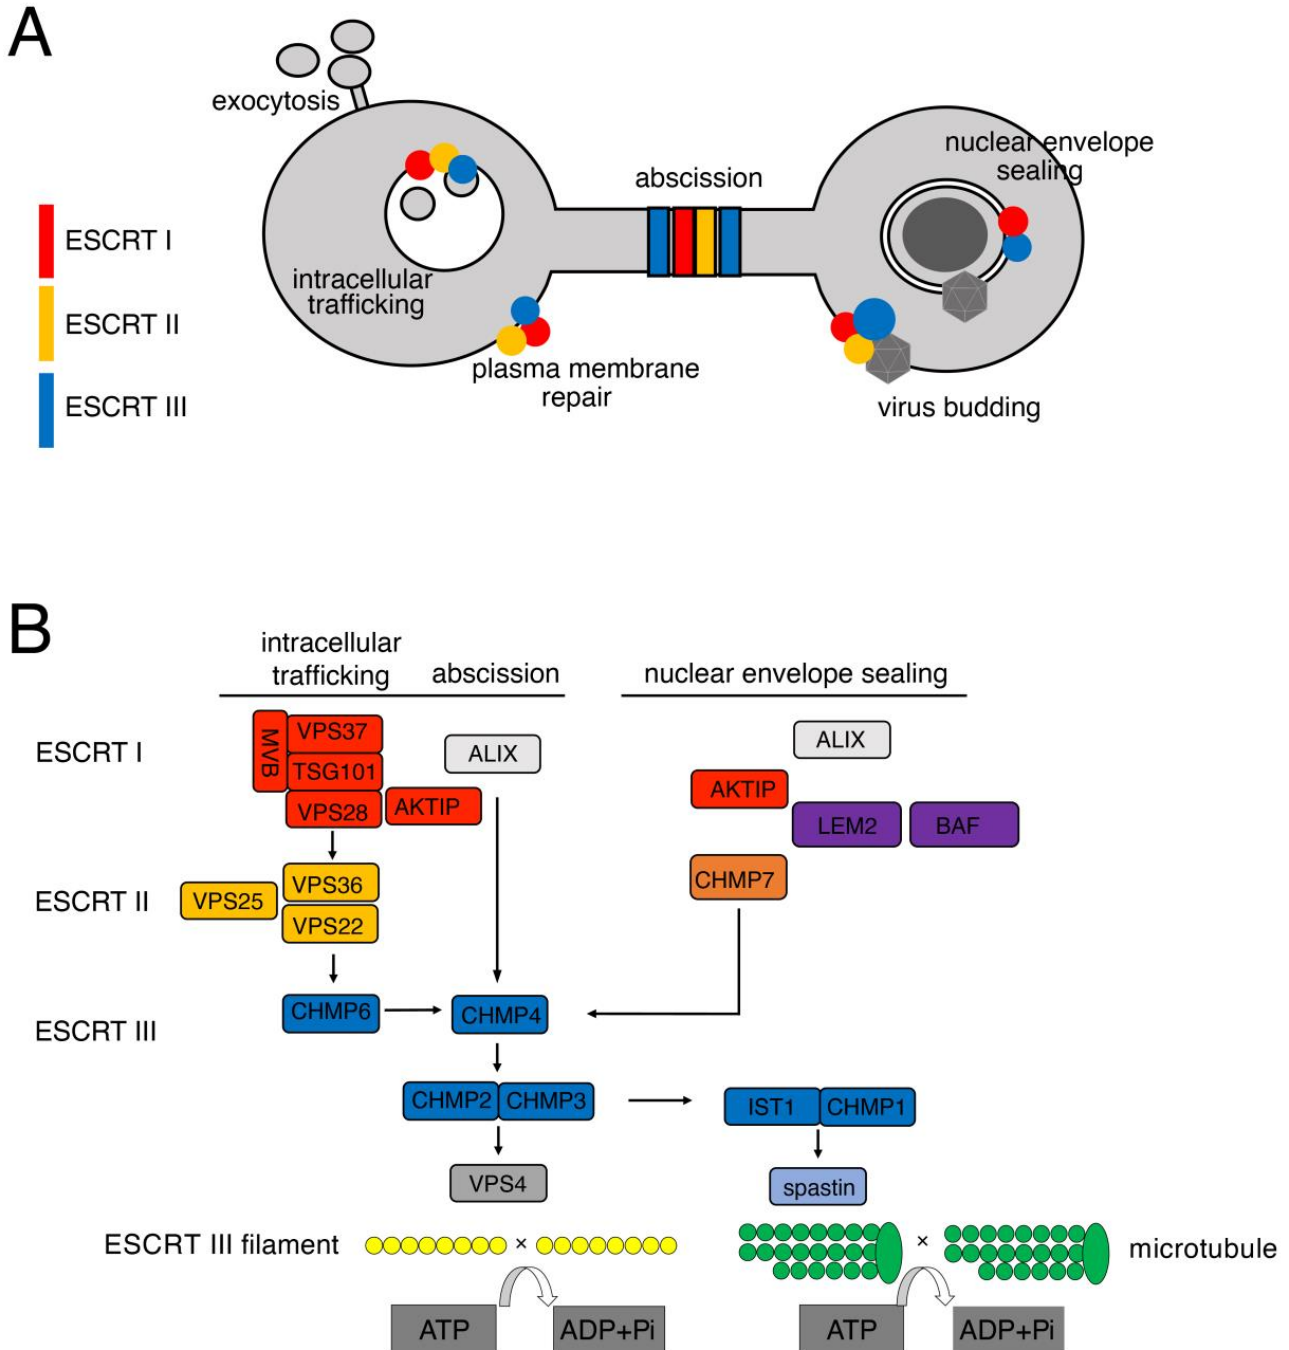 A
exocytosis
nuclear envelope
sealing
abscission
ESCRT I
intracellular
trafficking
ESCRT II
plasma membrane
repair
ESCRT III
virus budding
B
intracellular
trafficking
abscission
nuclear envelope sealing
ESCRT I
MVB
VPS37
TSG101
VPS28
AKTIP
ALIX
ALIX
AKTIP
LEM2
BAF
ESCRT II
VPS25
VPS36
VPS22
CHMP7
ESCRT III
CHMP6
CHMP4
CHMP2
CHMP3
IST1
CHMP1
VPS4
spastin
ESCRT III filament
×
×
microtubule
ATP
ADP+Pi
ATP
ADP+Pi